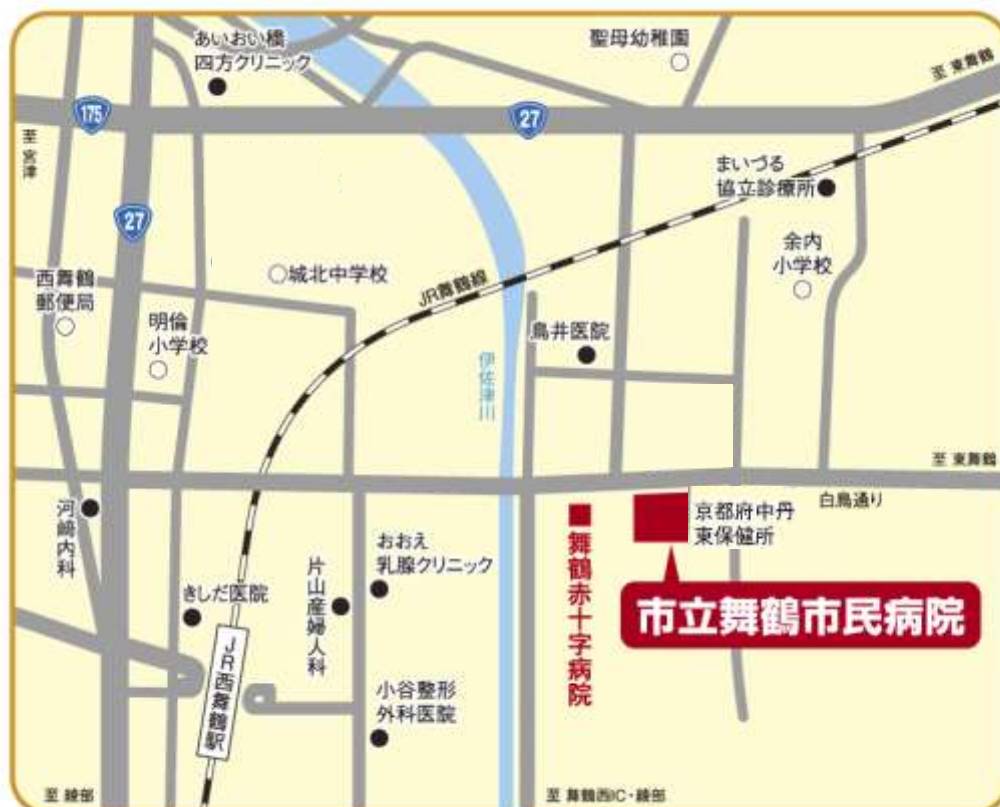 あいおい橋
四方クリニック
聖母幼稚園
至 東舞鶴
175
27
至 宮津
まいづる
協立診療所
27
余内
小学校
西舞鶴
郵便局
城北中学校
JR舞鶴線
明倫
小学校
鳥井医院
伊佐津川
至 東舞鶴
白鳥通り
河崎内科
舞鶴赤十字病院
京都府中丹
東保健所
おおえ
乳腺クリニック
片山産婦人科
きしだ医院
市立舞鶴市民病院
JR西舞鶴駅
小谷整形
外科医院
至 綾部
至 舞鶴西IC・綾部